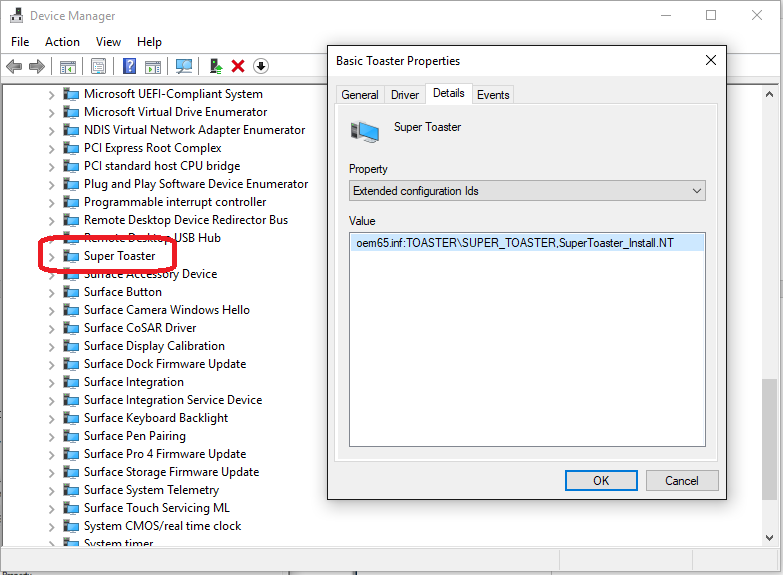 Device Manager
File Action View Help
Microsoft UEFI-Compliant System
Microsoft Virtual Drive Enumerator
NDIS Virtual Network Adapter Enumerator
PCI Express Root Complex
PCI standard host CPU bridge
Plug and Play Software Device Enumerator
Programmable interrupt controller
Remote Desktop Device Redirector Bus
Remote Desktop USB Hub
Super Toaster
Surface Accessory Device
Surface Button
Surface Camera Windows Hello
Surface CoSAR Driver
Surface Display Calibration
Surface Dock Firmware Update
Surface Integration
Surface Integration Service Device
Surface Keyboard Backlight
Surface Pen Pairing
Surface Pro 4 Firmware Update
Surface Storage Firmware Update
Surface System Telemetry
Surface Touch Servicing ML
System CMOS/real time clock
System timer
Basic Toaster Properties
General Driver Details Events
Super Toaster
Property
Extended configuration Ids
Value
oem65.inf:TOASTER\SUPER_TOASTER,SuperToaster_Install.NT
OK Cancel